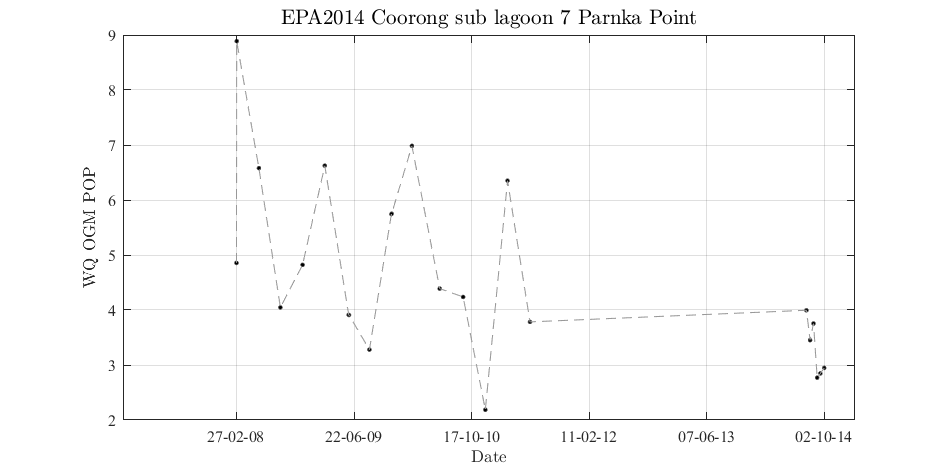 EPA2014 Coorong sub lagoon 7 Parnka Point
9
8
7
6
5
4
3
2
WQ OGM POP
27-02-08 22-06-09 17-10-10 11-02-12 07-06-13 02-10-14
Date